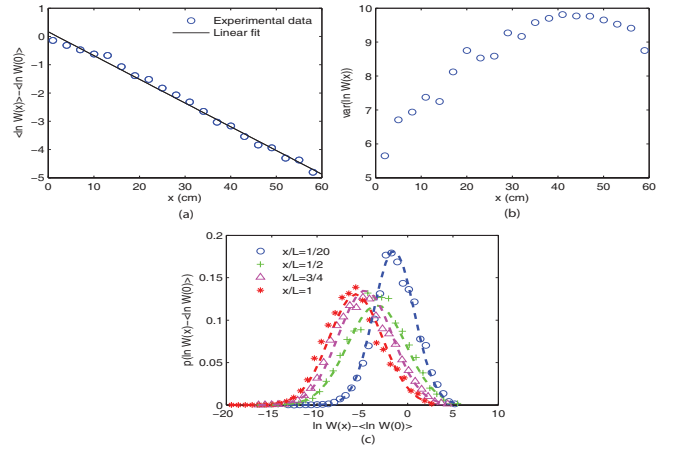 1
0
−1
−2
−3
−4
−5
<ln W(x)>−<ln W(0)>
Experimental data
Linear fit
0 10 20 30 40 50 60
x (cm)
(a)
10
9
8
7
6
5
var(ln W(x))
0 10 20 30 40 50 60
x (cm)
(b)
0.2
0.15
0.1
0.05
0
p(ln W(x)−<ln W(0)>)
x/L=1/20
x/L=1/2
x/L=3/4
x/L=1
−20 −15 −10 −5 0 5 10
ln W(x)−<ln W(0)>
(c)